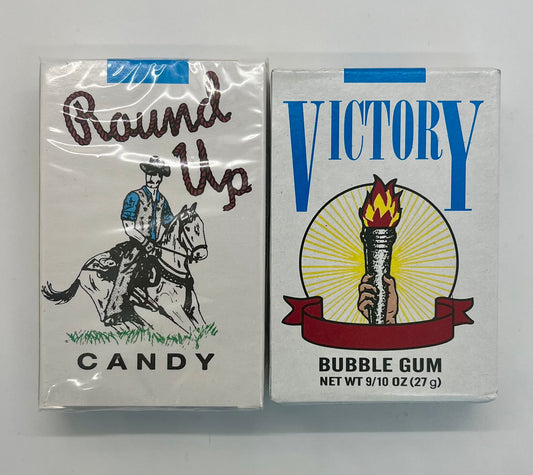 Round
Up
CANDY
VICTORY
BUBBLE GUM
NET WT 9/10 OZ (27 g)